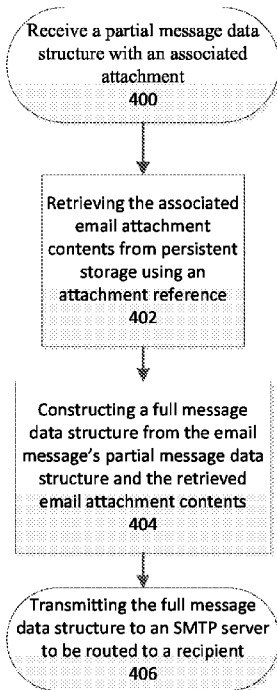 Receive a partial message data
structure with an associated
attachment
400
Retrieving the associated
email attachment
contents from persistent
storage using an
attachment reference
402
Constructing a full message
data structure from the email
message's partial message data
structure and the retrieved
email attachment contents
404
Transmitting the full message
data structure to an SMTP server
to be routed to a recipient
406